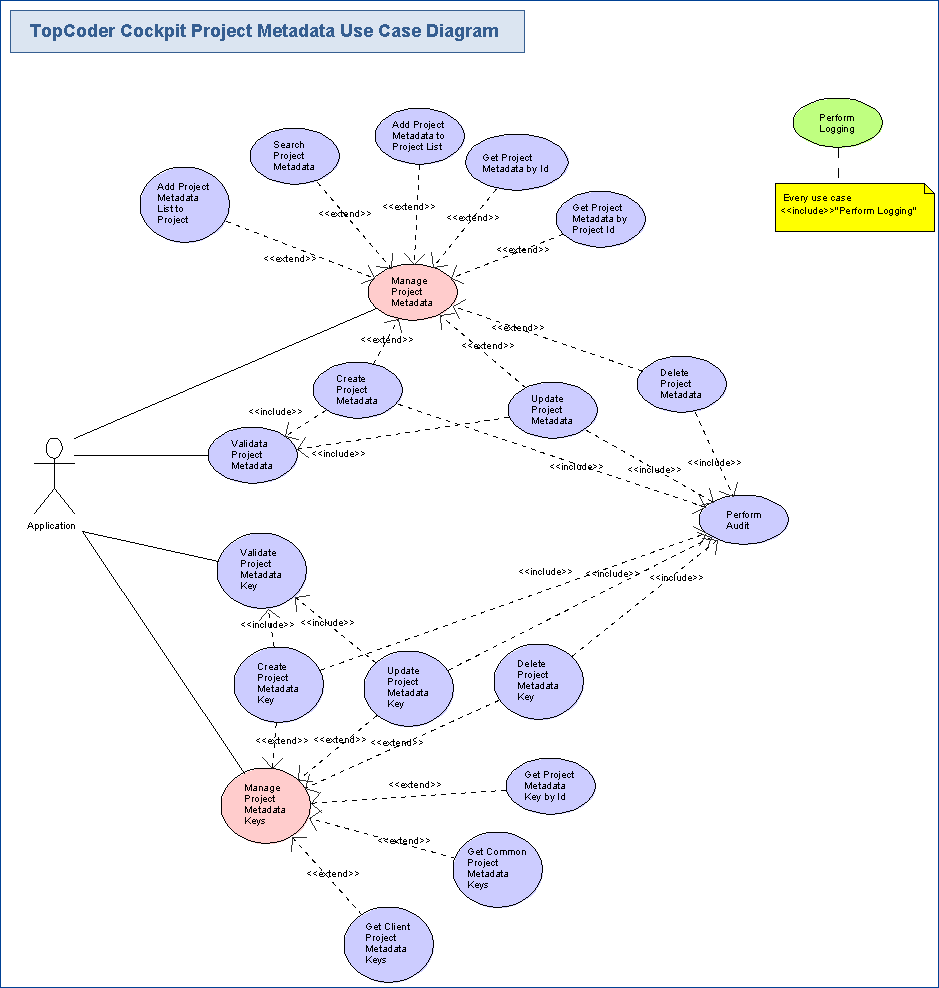 TopCoder Cockpit Project Metadata Use Case Diagram
Perform
Logging
Every use case
<<include>>"Perform Logging"
Add Project
Metadata to
Project List
Search
Project
Metadata
Get Project
Metadata by Id
Add Project
Metadata
List to
Project
Get Project
Metadata by
Project Id
<<extend>>
<<extend>>
<<extend>>
<<extend>>
<<extend>>
Manage
Project
Metadata
<<extend>>
<<extend>>
<<extend>>
Create
Project
Metadata
Update
Project
Metadata
Delete
Project
Metadata
<<include>>
<<include>>
<<include>>
<<include>>
<<include>>
Validata
Project
Metadata
Application
Perform
Audit
Validate
Project
Metadata
Key
<<include>>
<<include>>
<<include>>
<<include>>
<<include>>
Create
Project
Metadata
Key
Update
Project
Metadata
Key
Delete
Project
Metadata
Key
<<extend>>
<<extend>>
<<extend>>
Manage
Project
Metadata
Keys
<<extend>>
Get Project
Metadata
Key by Id
<<extend>>
Get Common
Project
Metadata
Keys
<<extend>>
Get Client
Project
Metadata
Keys